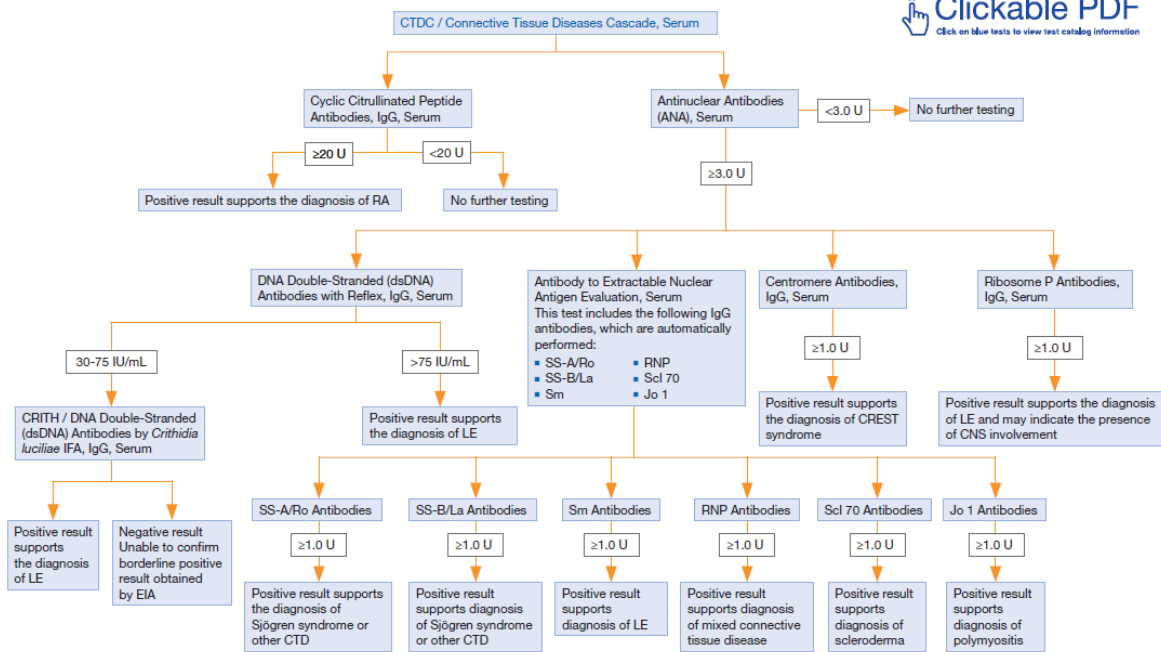 CTDC / Connective Tissue Diseases Cascade, Serum
Clickable PDF
Click on blue tests to view test catalog information
Cyclic Citrullinated Peptide
Antibodies, IgG, Serum
Antinuclear Antibodies
(ANA), Serum
<3.0 U
No further testing
≥20 U
<20 U
≥3.0 U
Positive result supports the diagnosis of RA
No further testing
DNA Double-Stranded (dsDNA)
Antibodies with Reflex, IgG, Serum
Antibody to Extractable Nuclear
Antigen Evaluation, Serum
This test includes the following IgG
antibodies, which are automatically
performed:
▪ SS-A/Ro ▪ RNP
▪ SS-B/La ▪ Scl 70
▪ Sm ▪ Jo 1
Centromere Antibodies,
IgG, Serum
Ribosome P Antibodies,
IgG, Serum
30-75 IU/mL
>75 IU/mL
≥1.0 U
≥1.0 U
CRITH / DNA Double-Stranded
(dsDNA) Antibodies by Crithidia
luciliae IFA, IgG, Serum
Positive result supports
the diagnosis of LE
Positive result supports
the diagnosis of CREST
syndrome
Positive result supports the diagnosis
of LE and may indicate the presence
of CNS involvement
Positive result
supports
the diagnosis
of LE
Negative result
Unable to confirm
borderline positive
result obtained
by EIA
SS-A/Ro Antibodies
SS-B/La Antibodies
Sm Antibodies
RNP Antibodies
Scl 70 Antibodies
Jo 1 Antibodies
≥1.0 U
≥1.0 U
≥1.0 U
≥1.0 U
≥1.0 U
≥1.0 U
Positive result supports
the diagnosis of
Sjögren syndrome or
other CTD
Positive result
supports diagnosis
of Sjögren syndrome
or other CTD
Positive result
supports
diagnosis of LE
Positive result
supports diagnosis
of mixed connective
tissue disease
Positive result
supports
diagnosis of
scleroderma
Positive result
supports
diagnosis of
polymyositis